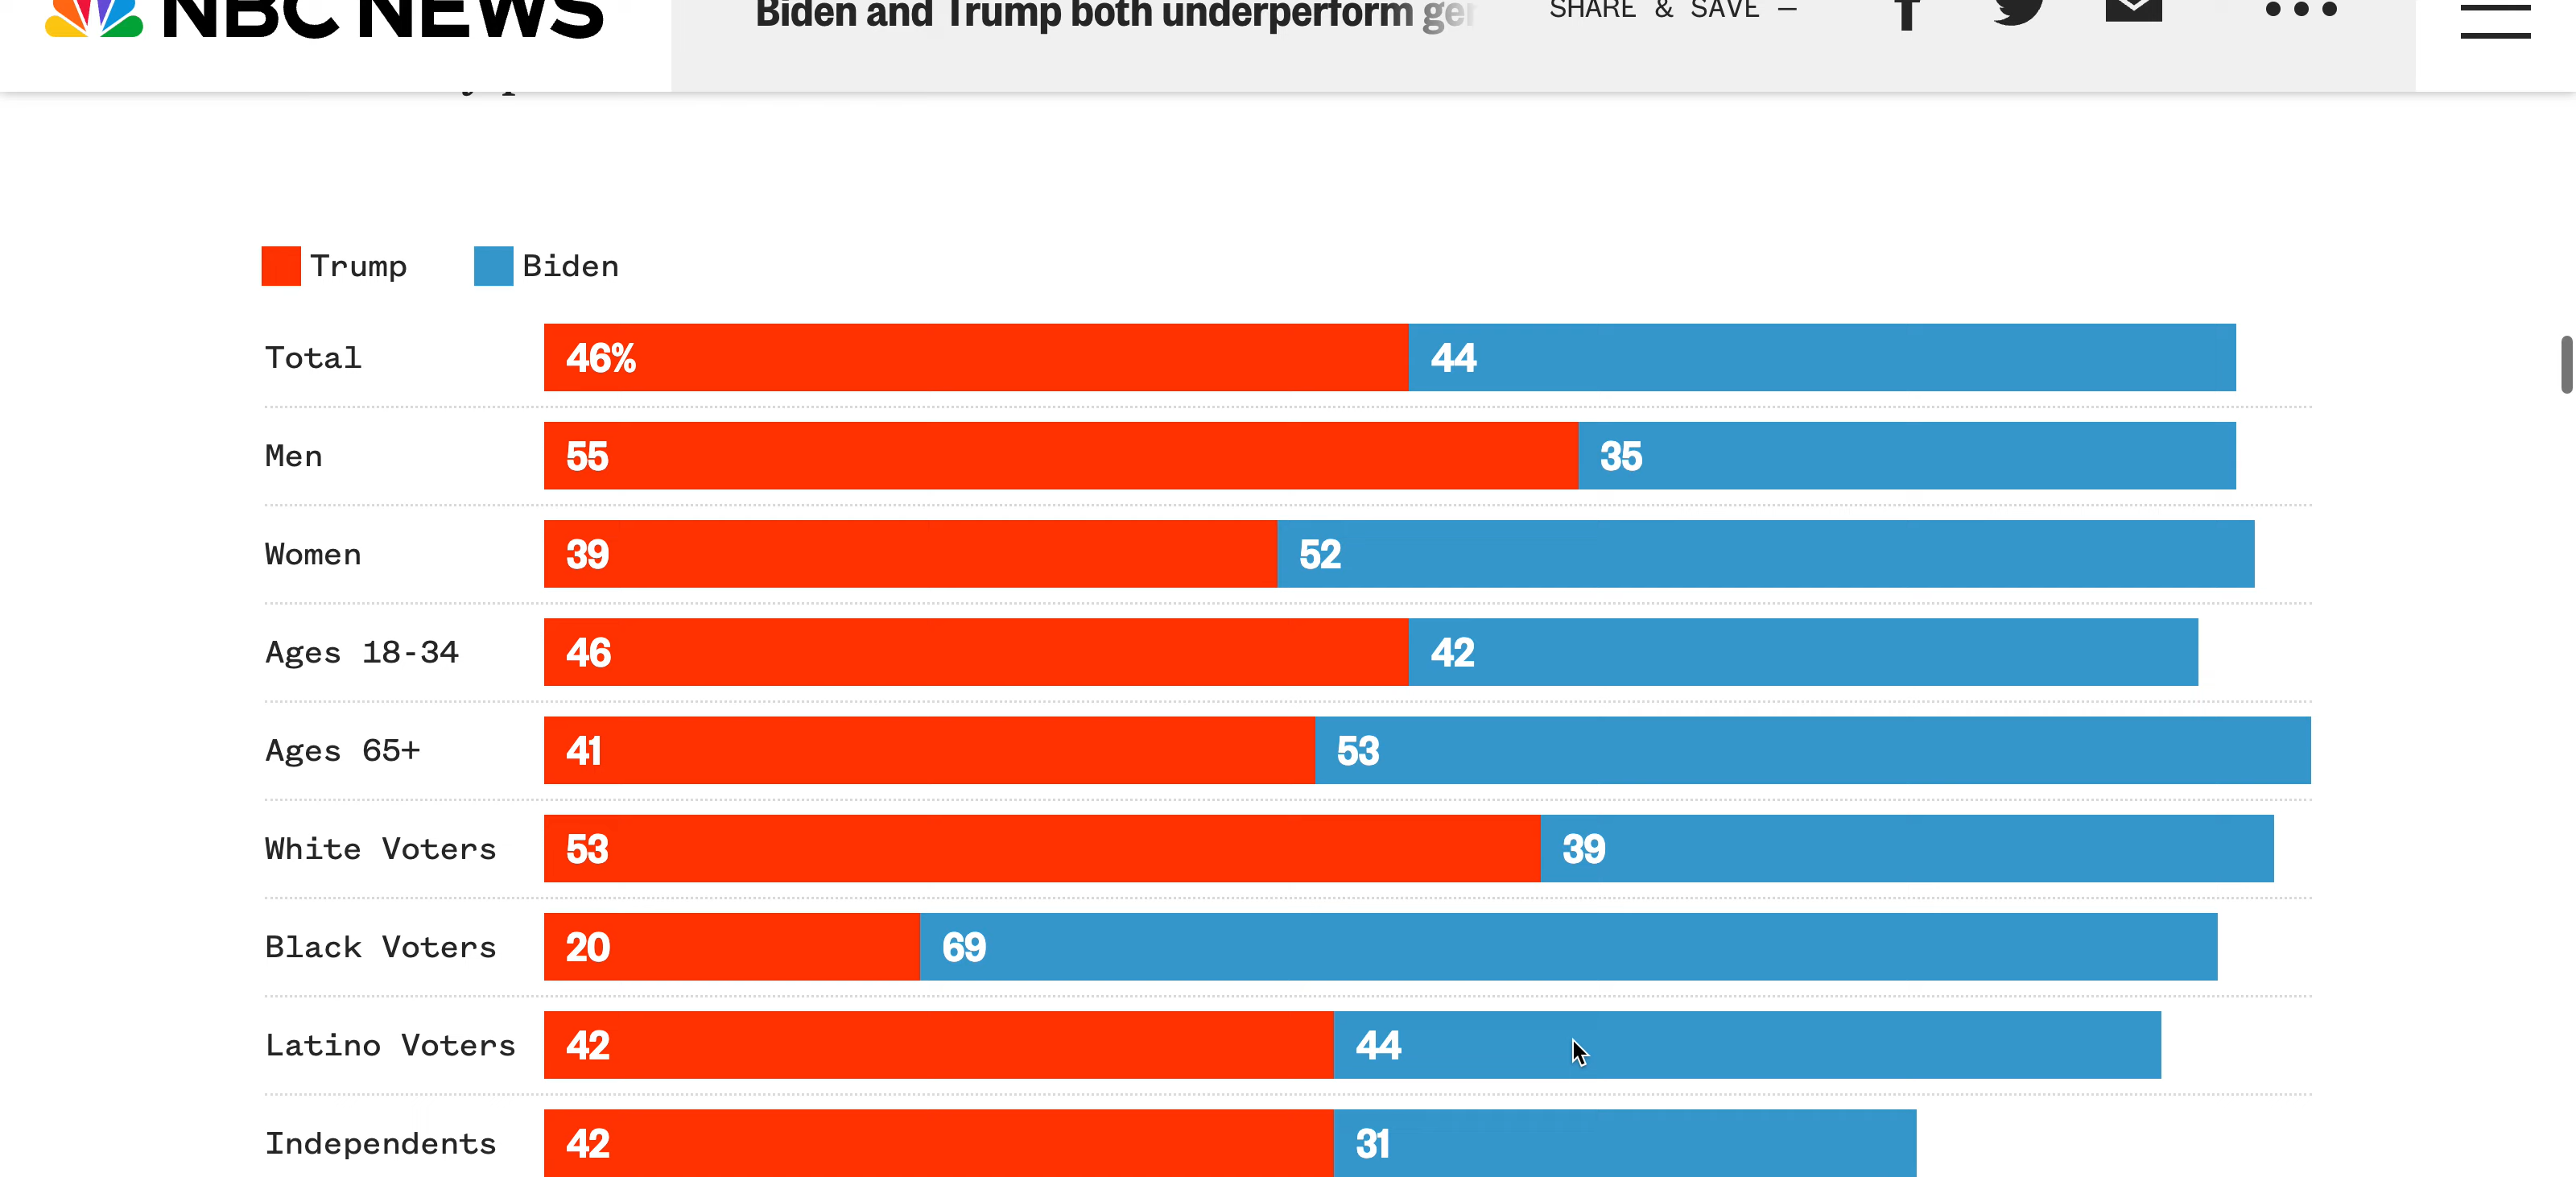 NBC NEWS
Biden and Trump both underperform
SHARE & SAVE —
Trump
Biden
Total 46% 44
Men 55 35
Women 39 52
Ages 18-34 46 42
Ages 65+ 41 53
White Voters 53 39
Black Voters 20 69
Latino Voters 42 44
Independents 42 31